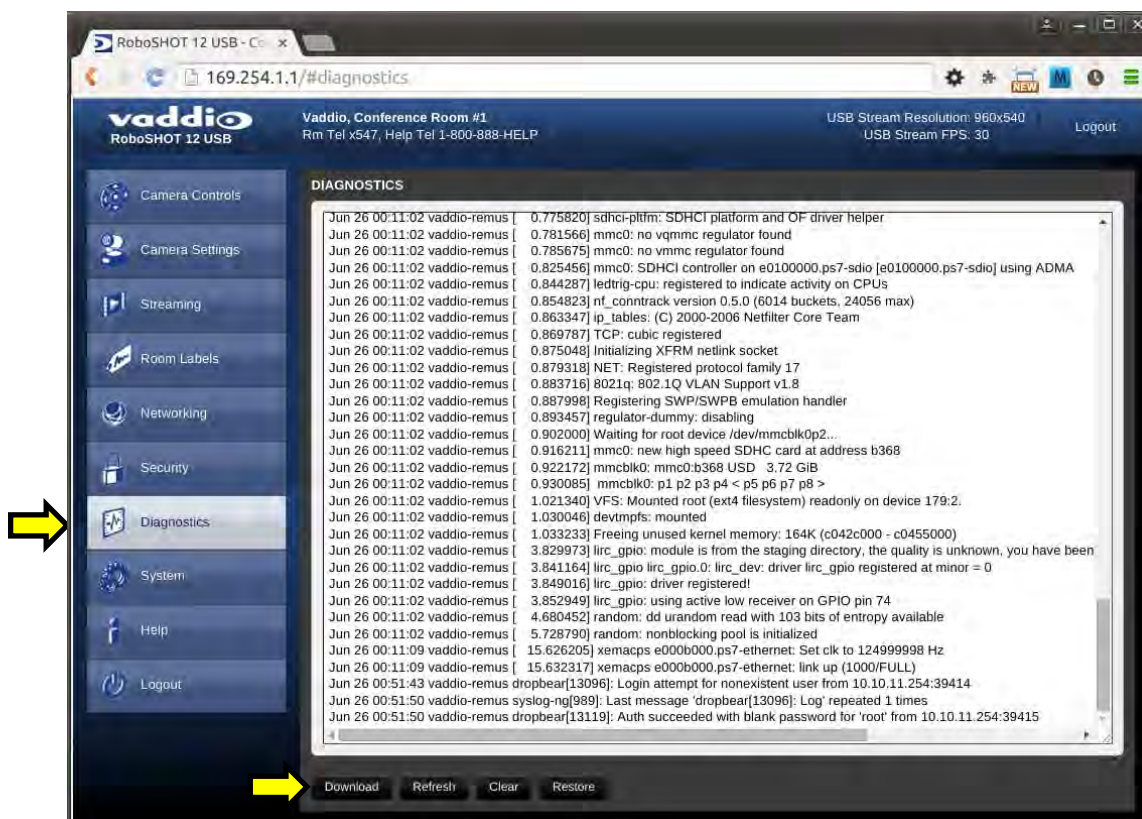 RoboSHOT 12 USB - Co
169.254.1.1/#diagnostics
NEW
M
vaddio
RoboSHOT 12 USB
Vaddio, Conference Room #1
Rm Tel x547, Help Tel 1-800-888-HELP
USB Stream Resolution: 960x540
USB Stream FPS: 30
Logout
Camera Controls
Camera Settings
Streaming
Room Labels
Networking
Security
Diagnostics
System
Help
Logout
DIAGNOSTICS
Jun 26 00:11:02 vaddio-remus [ 0.775820] sdhci-pltfm: SDHCI platform and OF driver helper
Jun 26 00:11:02 vaddio-remus [ 0.781566] mmc0: no vqmmc regulator found
Jun 26 00:11:02 vaddio-remus [ 0.785675] mmc0: no vmmc regulator found
Jun 26 00:11:02 vaddio-remus [ 0.825456] mmc0: SDHCI controller on e0100000.ps7-sdio [e0100000.ps7-sdio] using ADMA
Jun 26 00:11:02 vaddio-remus [ 0.844287] ledtrig-cpu: registered to indicate activity on CPUs
Jun 26 00:11:02 vaddio-remus [ 0.854823] nf_conntrack version 0.5.0 (6014 buckets, 24056 max)
Jun 26 00:11:02 vaddio-remus [ 0.863347] ip_tables: (C) 2000-2006 Netfilter Core Team
Jun 26 00:11:02 vaddio-remus [ 0.869787] TCP: cubic registered
Jun 26 00:11:02 vaddio-remus [ 0.875048] Initializing XFRM netlink socket
Jun 26 00:11:02 vaddio-remus [ 0.879318] NET: Registered protocol family 17
Jun 26 00:11:02 vaddio-remus [ 0.883716] 8021q: 802.1Q VLAN Support v1.8
Jun 26 00:11:02 vaddio-remus [ 0.887998] Registering SWP/SWPB emulation handler
Jun 26 00:11:02 vaddio-remus [ 0.893457] regulator-dummy: disabling
Jun 26 00:11:02 vaddio-remus [ 0.902000] Waiting for root device /dev/mmcblk0p2...
Jun 26 00:11:02 vaddio-remus [ 0.916211] mmc0: new high speed SDHC card at address b368
Jun 26 00:11:02 vaddio-remus [ 0.922172] mmcblk0: mmc0:b368 USD 3.72 GiB
Jun 26 00:11:02 vaddio-remus [ 0.930085] mmcblk0: p1 p2 p3 p4 < p5 p6 p7 p8 >
Jun 26 00:11:02 vaddio-remus [ 1.021340] VFS: Mounted root (ext4 filesystem) readonly on device 179:2.
Jun 26 00:11:02 vaddio-remus [ 1.030046] devtmpfs: mounted
Jun 26 00:11:02 vaddio-remus [ 1.033233] Freeing unused kernel memory: 164K (c042c000 - c0455000)
Jun 26 00:11:02 vaddio-remus [ 3.829973] lirc_gpio: module is from the staging directory, the quality is unknown, you have been
Jun 26 00:11:02 vaddio-remus [ 3.841164] lirc_gpio lirc_gpio.0: lirc_dev: driver lirc_gpio registered at minor = 0
Jun 26 00:11:02 vaddio-remus [ 3.849016] lirc_gpio: driver registered!
Jun 26 00:11:02 vaddio-remus [ 3.852949] lirc_gpio: using active low receiver on GPIO pin 74
Jun 26 00:11:02 vaddio-remus [ 4.680452] random: dd urandom read with 103 bits of entropy available
Jun 26 00:11:02 vaddio-remus [ 5.728790] random: nonblocking pool is initialized
Jun 26 00:11:09 vaddio-remus [ 15.626205] xemacps e000b000.ps7-ethernet: Set clk to 124999998 Hz
Jun 26 00:11:09 vaddio-remus [ 15.632317] xemacps e000b000.ps7-ethernet: link up (1000/FULL)
Jun 26 00:51:43 vaddio-remus dropbear[13096]: Login attempt for nonexistent user from 10.10.11.254:39414
Jun 26 00:51:50 vaddio-remus syslog-ng[989]: Last message 'dropbear[13096]: Log' repeated 1 times
Jun 26 00:51:50 vaddio-remus dropbear[13119]: Auth succeeded with blank password for 'root' from 10.10.11.254:39415
Download
Refresh
Clear
Restore